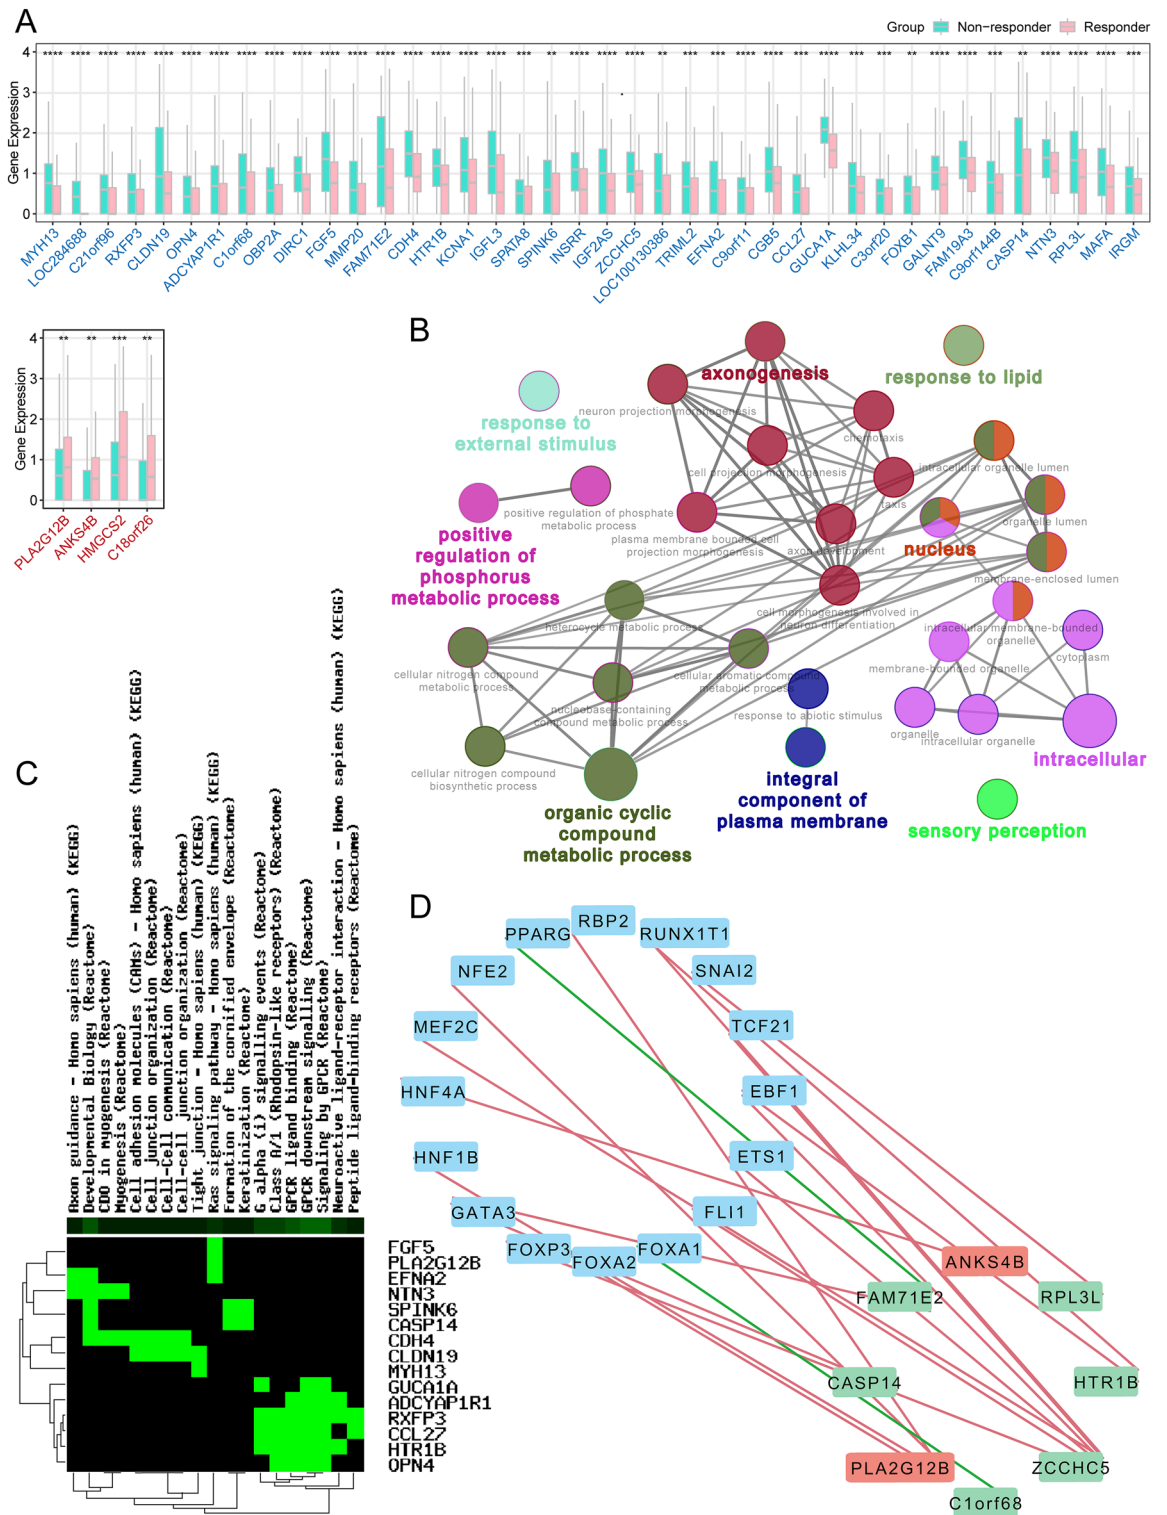 A
Group Non-responder Responder
Gene Expression
4
3
2
1
0
**** **** **** **** **** **** **** **** **** **** **** **** **** **** **** **** **** *** ** **** **** **** ** *** *** *** **** *** **** *** *** ** **** **** *** **** **** **** **** ***
MYH13
LOC284688
C21orf96
RXFP3
CLDN19
OPN4
ADCYAP1R1
C1orf68
OBP2A
DIRC1
FGF5
MMP20
FAM71E2
CDH4
HTR1B
KCNA1
IGFL3
SPATA8
SPINK6
INSRR
IGF2AS
ZCCHC5
LOC100130386
TRIML2
EFNA2
C9orf11
CGB5
CCL27
GUCA1A
KLHL34
C3orf20
FOXB1
GALNT9
FAM19A3
C9orf144B
CASP14
NTN3
RPL3L
MAFA
IRGM
Gene Expression
4
3
2
1
0
** ** *** **
PLA2G12B
ANKS4B
HMGCS2
C18orf26
B
axonogenesis
response to lipid
neuron projection morphogenesis
response to
external stimulus
chemotaxis
cell projection morphogenesis
intracellular organelle lumen
taxis
organelle lumen
positive regulation of phosphate
metabolic process
positive
regulation of
phosphorus
metabolic process
plasma membrane bounded cell
projection morphogenesis
axon development
nucleus
membrane-enclosed lumen
cell morphogenesis involved in
neuron differentiation
heterocycle metabolic process
intracellular membrane-bounded
organelle
cytoplasm
membrane-bounded organelle
cellular nitrogen compound
metabolic process
cellular aromatic compound
metabolic process
nucleobase-containing
compound metabolic process
response to abiotic stimulus
organelle
intracellular organelle
intracellular
cellular nitrogen compound
biosynthetic process
integral
component of
plasma membrane
organic cyclic
compound
metabolic process
sensory perception
C
Axon guidance - Homo sapiens (human) (KEGG)
Developmental Biology (Reactome)
CDO in myogenesis (Reactome)
Myogenesis (Reactome)
Cell adhesion molecules (CAMs) - Homo sapiens (human) (KEGG)
Cell junction organization (Reactome)
Cell-Cell communication (Reactome)
Cell-cell junction organization (Reactome)
Tight junction - Homo sapiens (human) (KEGG)
Ras signaling pathway - Homo sapiens (human) (KEGG)
Formation of the cornified envelope (Reactome)
Keratinization (Reactome)
G alpha (i) signalling events (Reactome)
Class A/1 (Rhodopsin-like receptors) (Reactome)
GPCR ligand binding (Reactome)
GPCR downstream signalling (Reactome)
Signaling by GPCR (Reactome)
Neuroactive ligand-receptor interaction - Homo sapiens (human) (KEGG)
Peptide ligand-binding receptors (Reactome)
FGF5
PLA2G12B
EFNA2
NTN3
SPINK6
CASP14
CDH4
CLDN19
MYH13
GUCA1A
ADCYAP1R1
RXFP3
CCL27
HTR1B
OPN4
D
RBP2
PPARG
RUNX1T1
NFE2
SNAI2
MEF2C
TCF21
HNF4A
EBF1
HNF1B
ETS1
GATA3
FLI1
FOXP3
FOXA2
FOXA1
ANKS4B
FAM71E2
RPL3L
CASP14
HTR1B
PLA2G12B
ZCCHC5
C1orf68